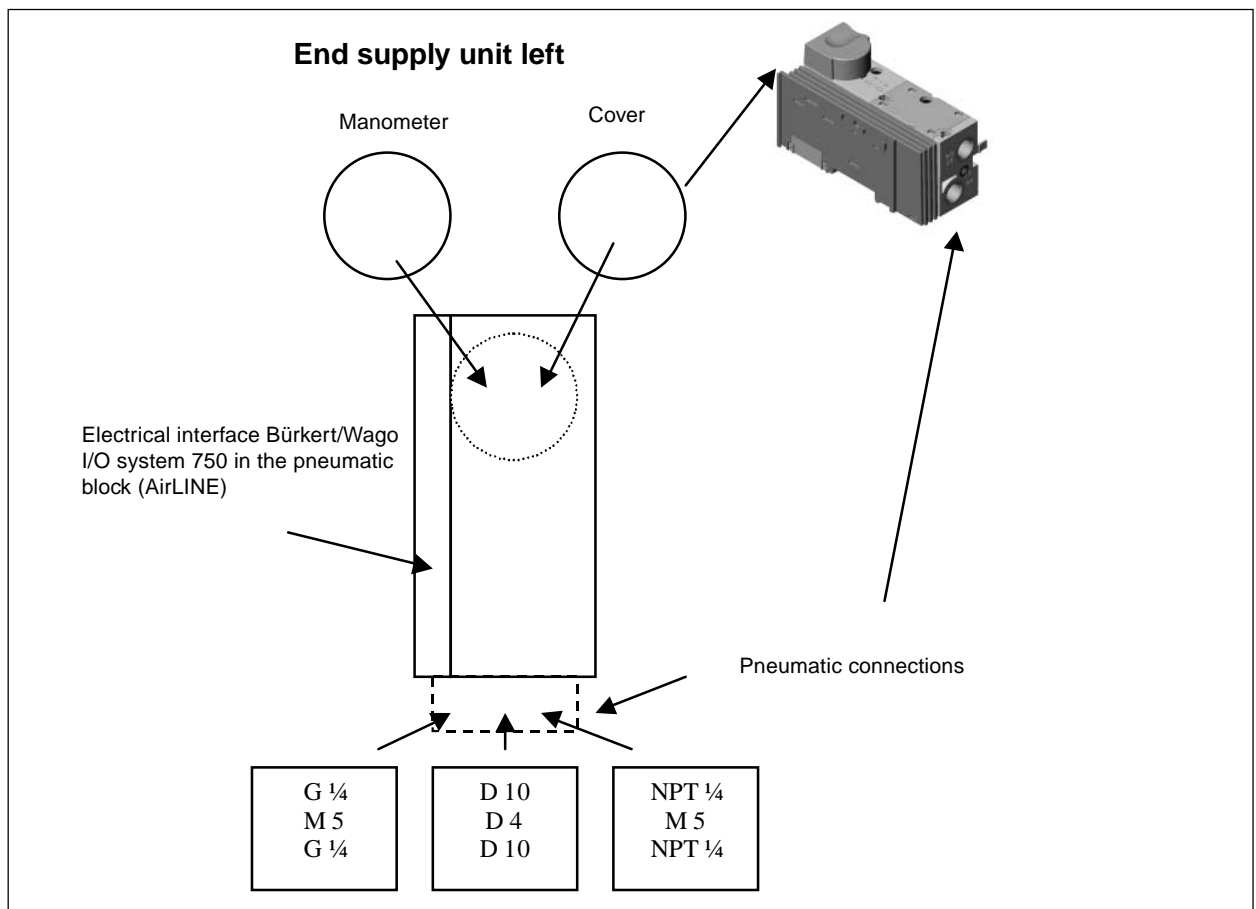 End supply unit left
Manometer
Cover
Electrical interface Bürkert/Wago
I/O system 750 in the pneumatic
block (AirLINE)
Pneumatic connections
G ¼
M 5
G ¼
D 10
D 4
D 10
NPT ¼
M 5
NPT ¼